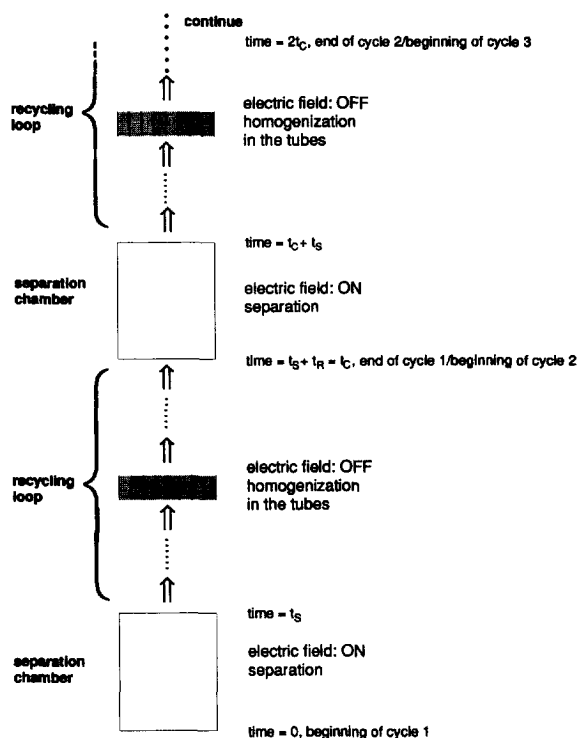 continue
time = 2tC, end of cycle 2/beginning of cycle 3
recycling
loop
electric field: OFF
homogenization
in the tubes
time = tC + tS
separation
chamber
electric field: ON
separation
time = tS + tR = tC, end of cycle 1/beginning of cycle 2
recycling
loop
electric field: OFF
homogenization
in the tubes
time = tS
separation
chamber
electric field: ON
separation
time = 0, beginning of cycle 1